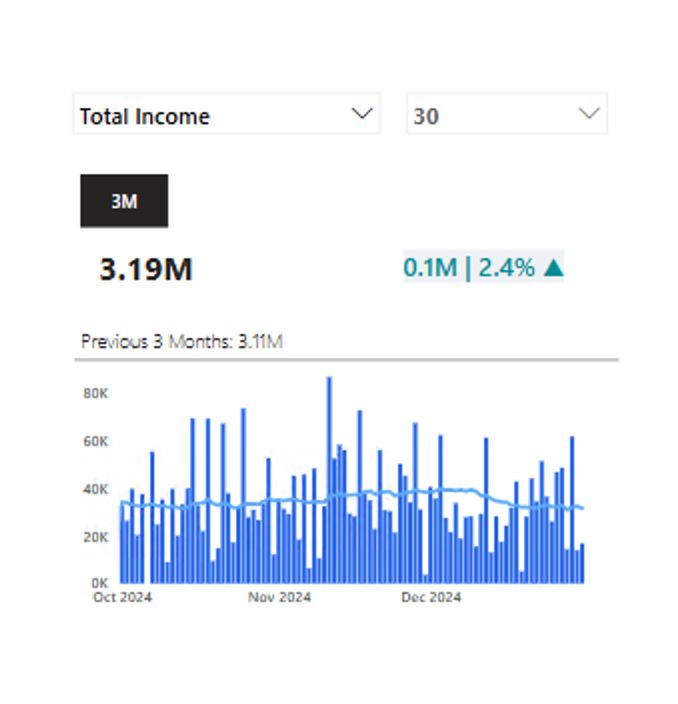 Total Income
30
3M
3.19M
0.1M | 2.4% ▲
Previous 3 Months: 3.11M
80K
60K
40K
20K
0K
Oct 2024
Nov 2024
Dec 2024